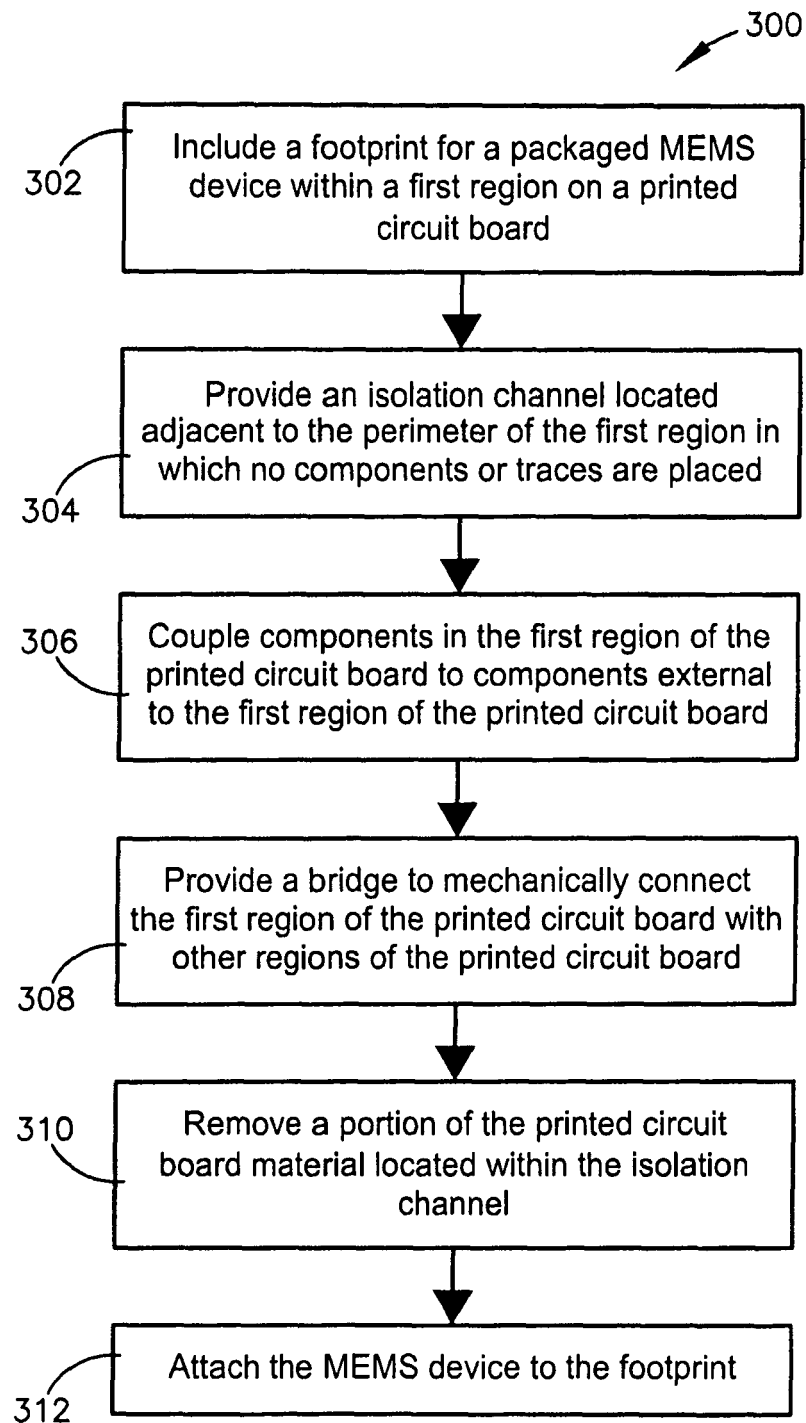 300
302
Include a footprint for a packaged MEMS
device within a first region on a printed
circuit board
304
Provide an isolation channel located
adjacent to the perimeter of the first region in
which no components or traces are placed
306
Couple components in the first region of the
printed circuit board to components external
to the first region of the printed circuit board
308
Provide a bridge to mechanically connect
the first region of the printed circuit board with
other regions of the printed circuit board
310
Remove a portion of the printed circuit
board material located within the isolation
channel
312
Attach the MEMS device to the footprint